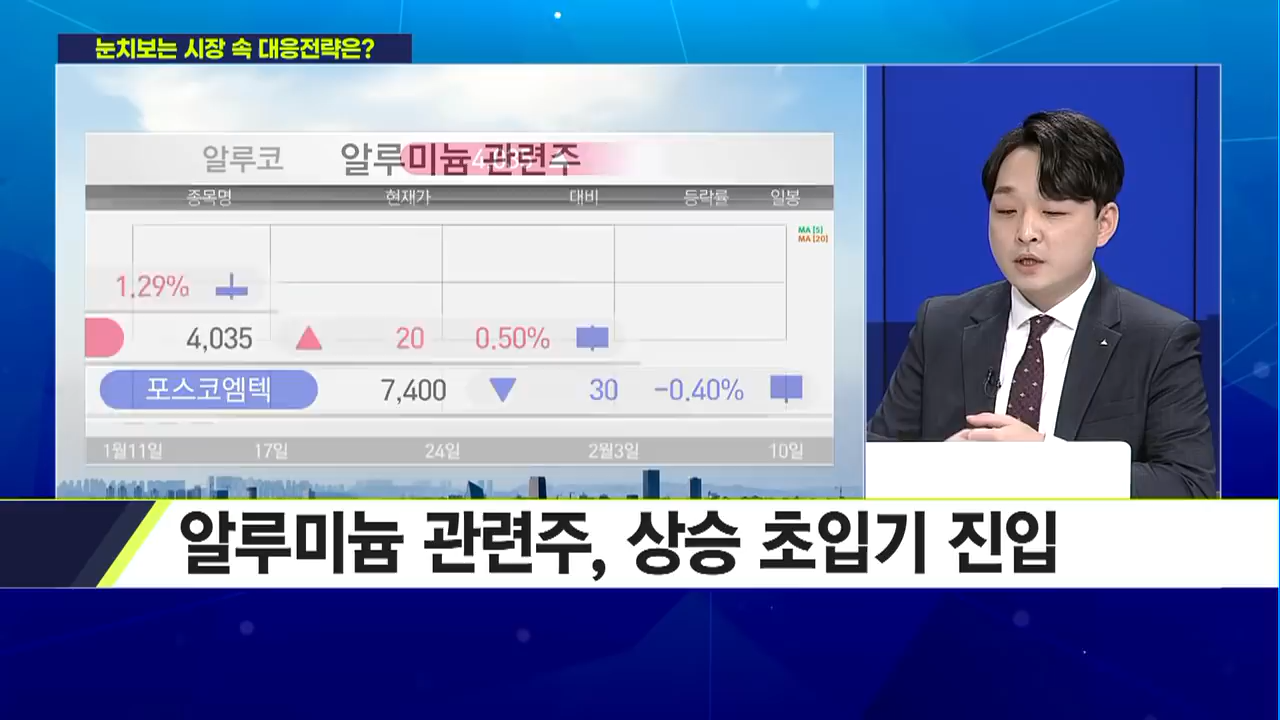 눈치보는 시장 속 대응전략은?
알루코 알루미늄 관련주 4,035
종목명 현재가 대비 등락률 일봉
MA [5]
MA [20]
1.29%
4,035 ▲ 20 0.50%
포스코엠텍 7,400 ▼ 30 -0.40%
1월11일 17일 24일 2월3일 10일
알루미늄 관련주, 상승 초입기 진입